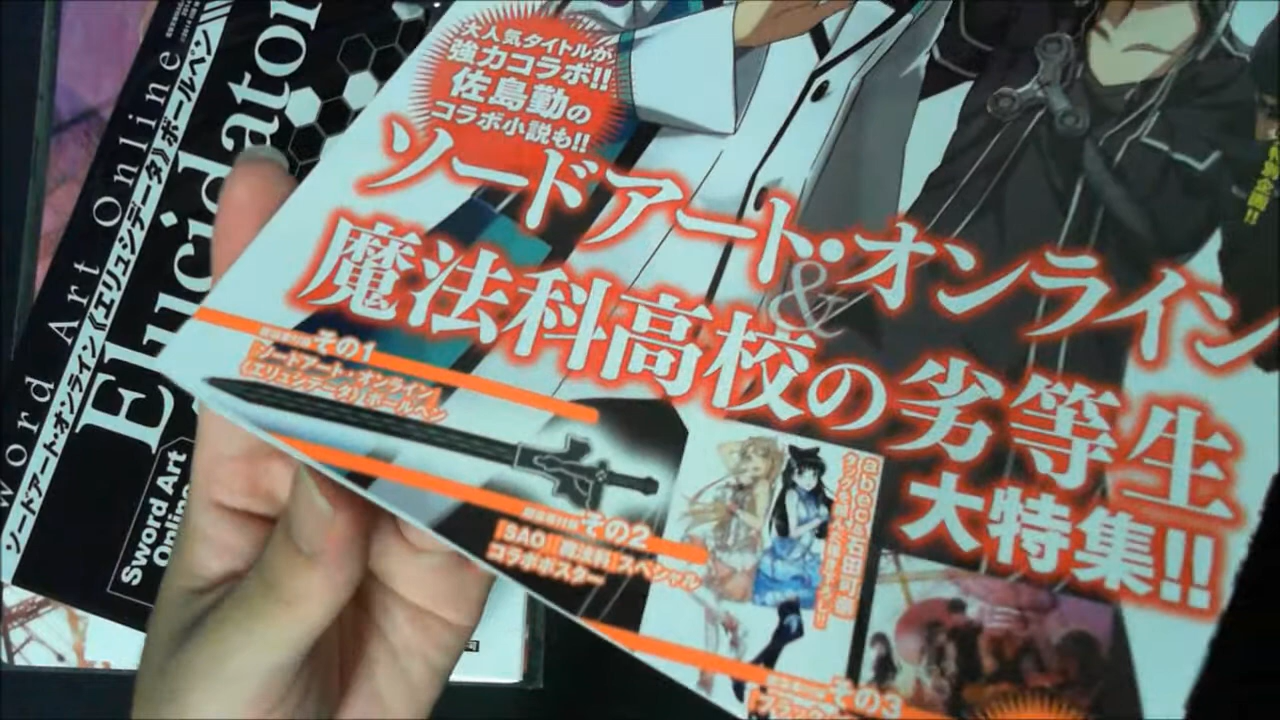 Sword Art Online
ソードアート・オンライン《エリュシデータ》ボールペン
Elucidator
Sword Art
Online
大人気タイトルが
強力コラボ!!
佐島勤の
コラボ小説も!!
ソードアート・オンライン
&
魔法科高校の劣等生
大特集!!
その1
ソードアート・オンライン
《エリュシデータ》ボールペン
その2
「SAO」「魔法科」スペシャル
コラボポスター
その3